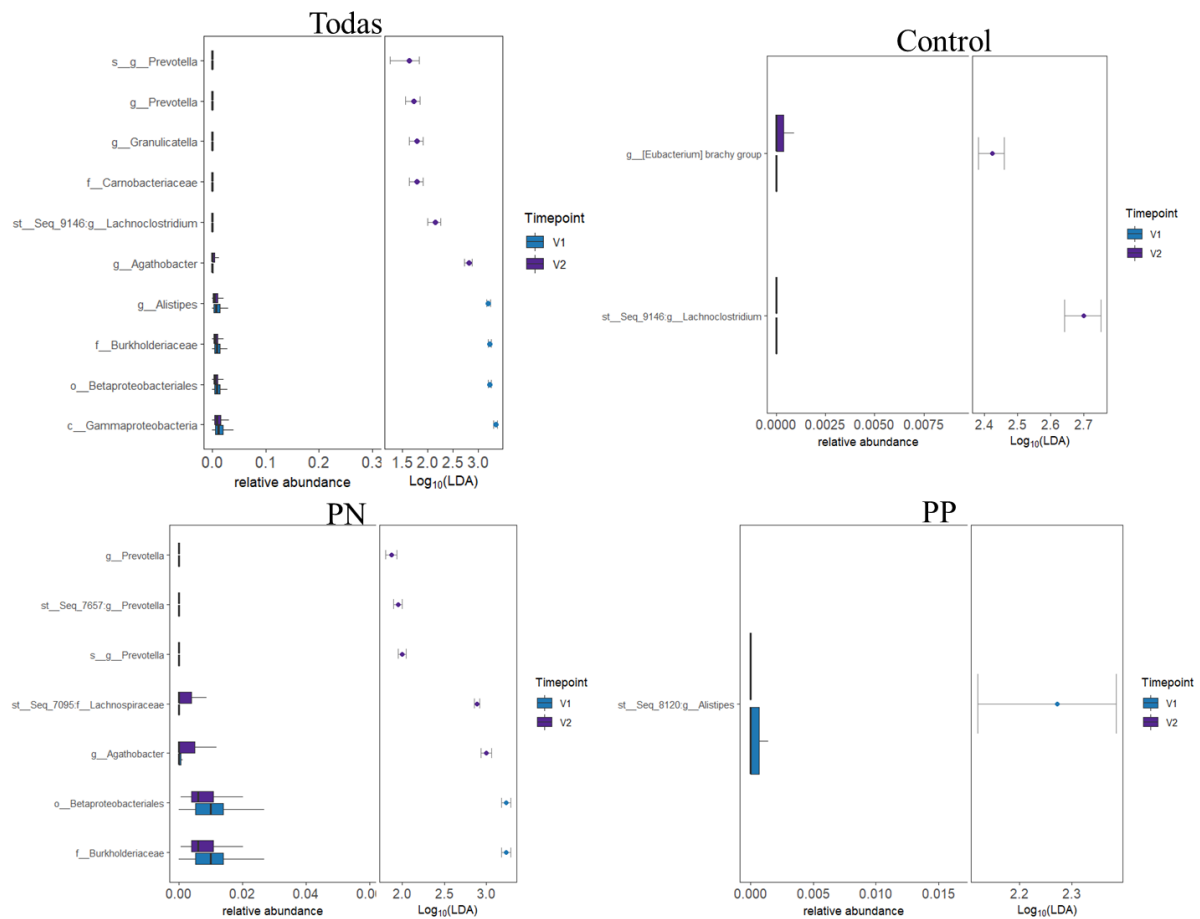 Todas
s__g__Prevotella
g__Prevotella
g__Granulicatella
f__Carnobacteriaceae
st__Seq_9146:g__Lachnoclostridium
g__Agathobacter
g__Alistipes
f__Burkholderiaceae
o__Betaproteobacteriales
c__Gammaproteobacteria
0.0 0.1 0.2 0.3
relative abundance
1.5 2.0 2.5 3.0
Log10(LDA)
Timepoint
V1
V2
Control
g__[Eubacterium] brachy group
st__Seq_9146:g__Lachnoclostridium
0.0000 0.0025 0.0050 0.0075
relative abundance
2.4 2.5 2.6 2.7
Log10(LDA)
Timepoint
V1
V2
PN
g__Prevotella
st__Seq_7657:g__Prevotella
s__g__Prevotella
st__Seq_7095:f__Lachnospiraceae
g__Agathobacter
o__Betaproteobacteriales
f__Burkholderiaceae
0.00 0.02 0.04 0.06
relative abundance
2.0 3.0
Log10(LDA)
Timepoint
V1
V2
PP
st__Seq_8120:g__Alistipes
0.000 0.005 0.010 0.015
relative abundance
2.2 2.3
Log10(LDA)
Timepoint
V1
V2